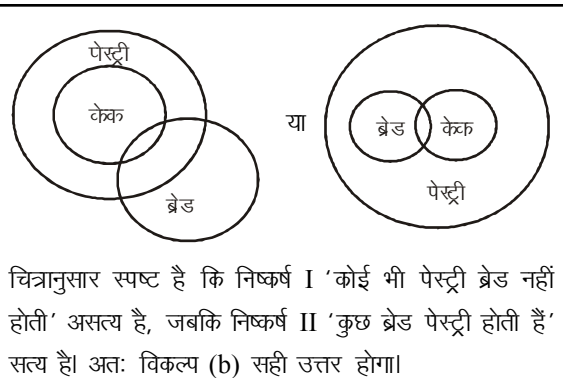 पेस्ट्री
केक
ब्रेड
या
ब्रेड केक
पेस्ट्री
चित्रानुसार स्पष्ट है कि निष्कर्ष I 'कोई भी पेस्ट्री ब्रेड नहीं
होती' असत्य है, जबकि निष्कर्ष II 'कुछ ब्रेड पेस्ट्री होती हैं'
सत्य है। अतः विकल्प (b) सही उत्तर होगा।